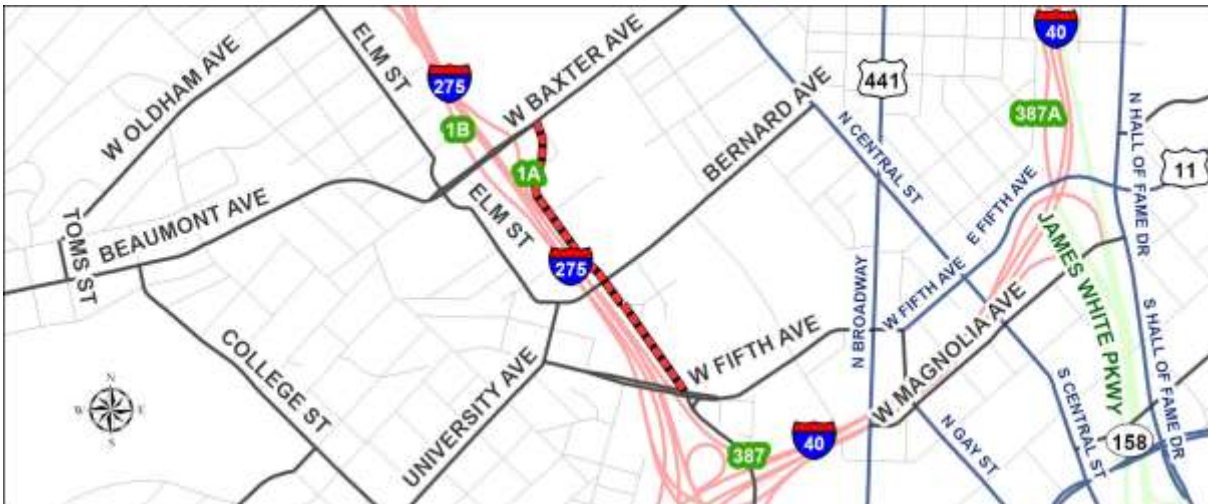 40
ELM ST
W BAXTER AVE
W OLDHAM AVE
275
441
387A
N HALL OF FAME DR
1B
BERNARD AVE
N CENTRAL ST
11
1A
E FIFTH AVE
TOMS ST
BEAUMONT AVE
ELM ST
275
JAMES WHITE PKWY
W FIFTH AVE
N BROADWAY
W FIFTH AVE
W MAGNOLIA AVE
S HALL OF FAME DR
COLLEGE ST
UNIVERSITY AVE
N
W E
S
S CENTRAL ST
N GAY ST
387
40
158